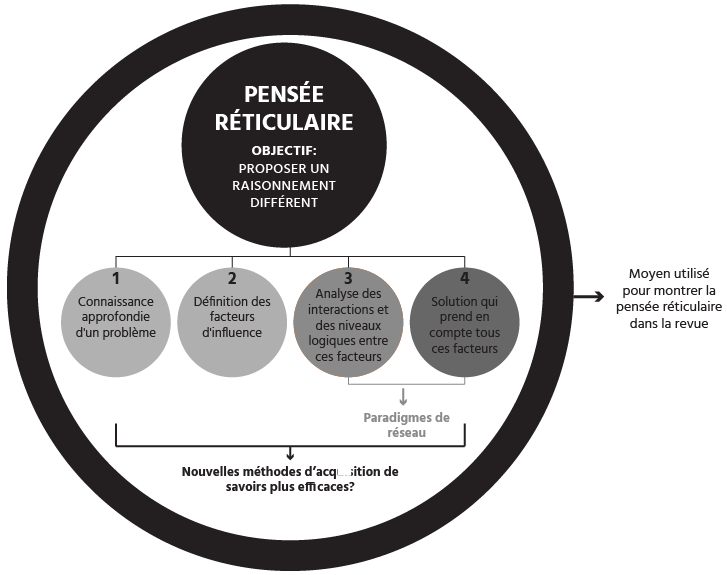 PENSÉE
RÉTICULAIRE
OBJECTIF:
PROPOSER UN
RAISONNEMENT
DIFFÉRENT
1
Connaissance
approfondie
d'un problème
2
Définition des
facteurs
d'influence
3
Analyse des
interactions et
des niveaux
logiques entre
ces facteurs
4
Solution qui
prend en
compte tous
ces facteurs
Paradigmes de
réseau
Nouvelles méthodes d'acquisition de
savoirs plus efficaces?
Moyen utilisé
pour montrer la
pensée réticulaire
dans la revue